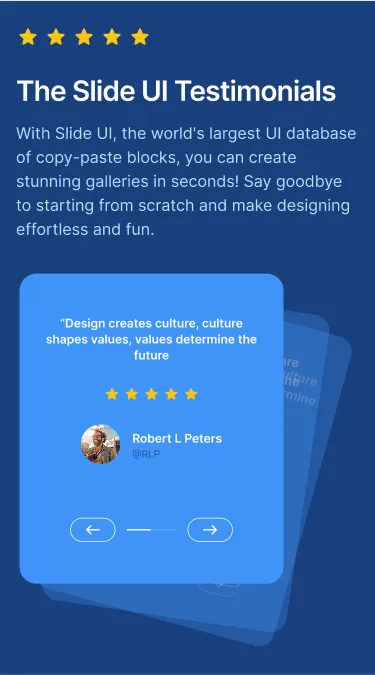 The Slide UI Testimonials
With Slide UI, the world's largest UI database
of copy-paste blocks, you can create
stunning galleries in seconds! Say goodbye
to starting from scratch and make designing
effortless and fun.
“Design creates culture, culture
shapes values, values determine the
future
Robert L Peters
@RLP